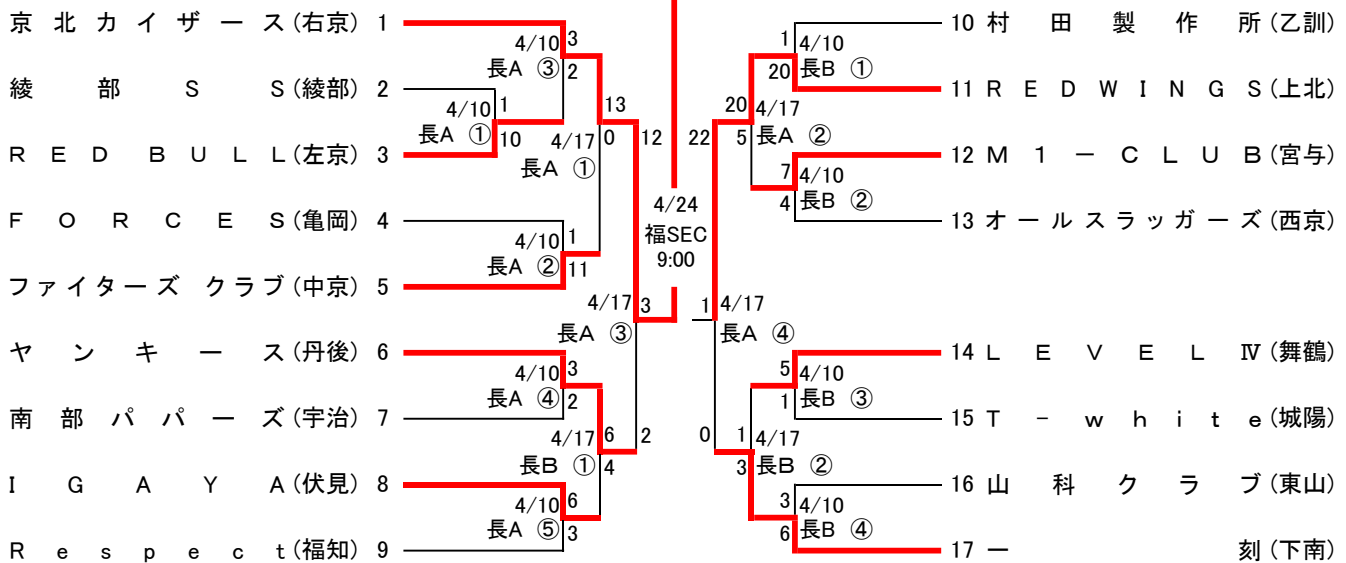 京北カイザース(右京) 1
4/10 3
長A ③ 2
綾部SS(綾部) 2
4/10 1
長A ① 10
RED BULL(左京) 3
13
4/17 0
長A ①
FORCES(亀岡) 4
4/10 1
長A ② 11
ファイターズ クラブ(中京) 5
12
4/17 3
長A ③
ヤンキース(丹後) 6
4/10 3
長A ④ 2
南部パパーズ(宇治) 7
4/17 6
長B ① 4
2
IGAYA(伏見) 8
4/10 6
長A ⑤ 3
Respect(福知) 9
4/24
福SEC
9:00
10 村田製作所(乙訓)
1 4/10
20 長B ①
11 REDWINGS(上北)
20 4/17
5 長A ②
22
12 M1-CLUB(宮与)
7 4/10
4 長B ②
13 オールスラッガーズ(西京)
1 4/17
長A ④
14 LEVELⅣ(舞鶴)
5 4/10
1 長B ③
15 T-white(城陽)
0
1 4/17
3 長B ②
16 山科クラブ(東山)
3 4/10
6 長B ④
17 一刻(下南)